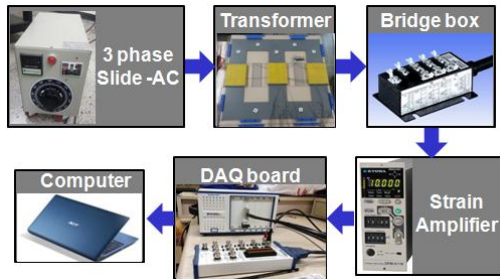 3 phase
Slide -AC
Transformer
Bridge box
Computer
DAQ board
Strain
Amplifier